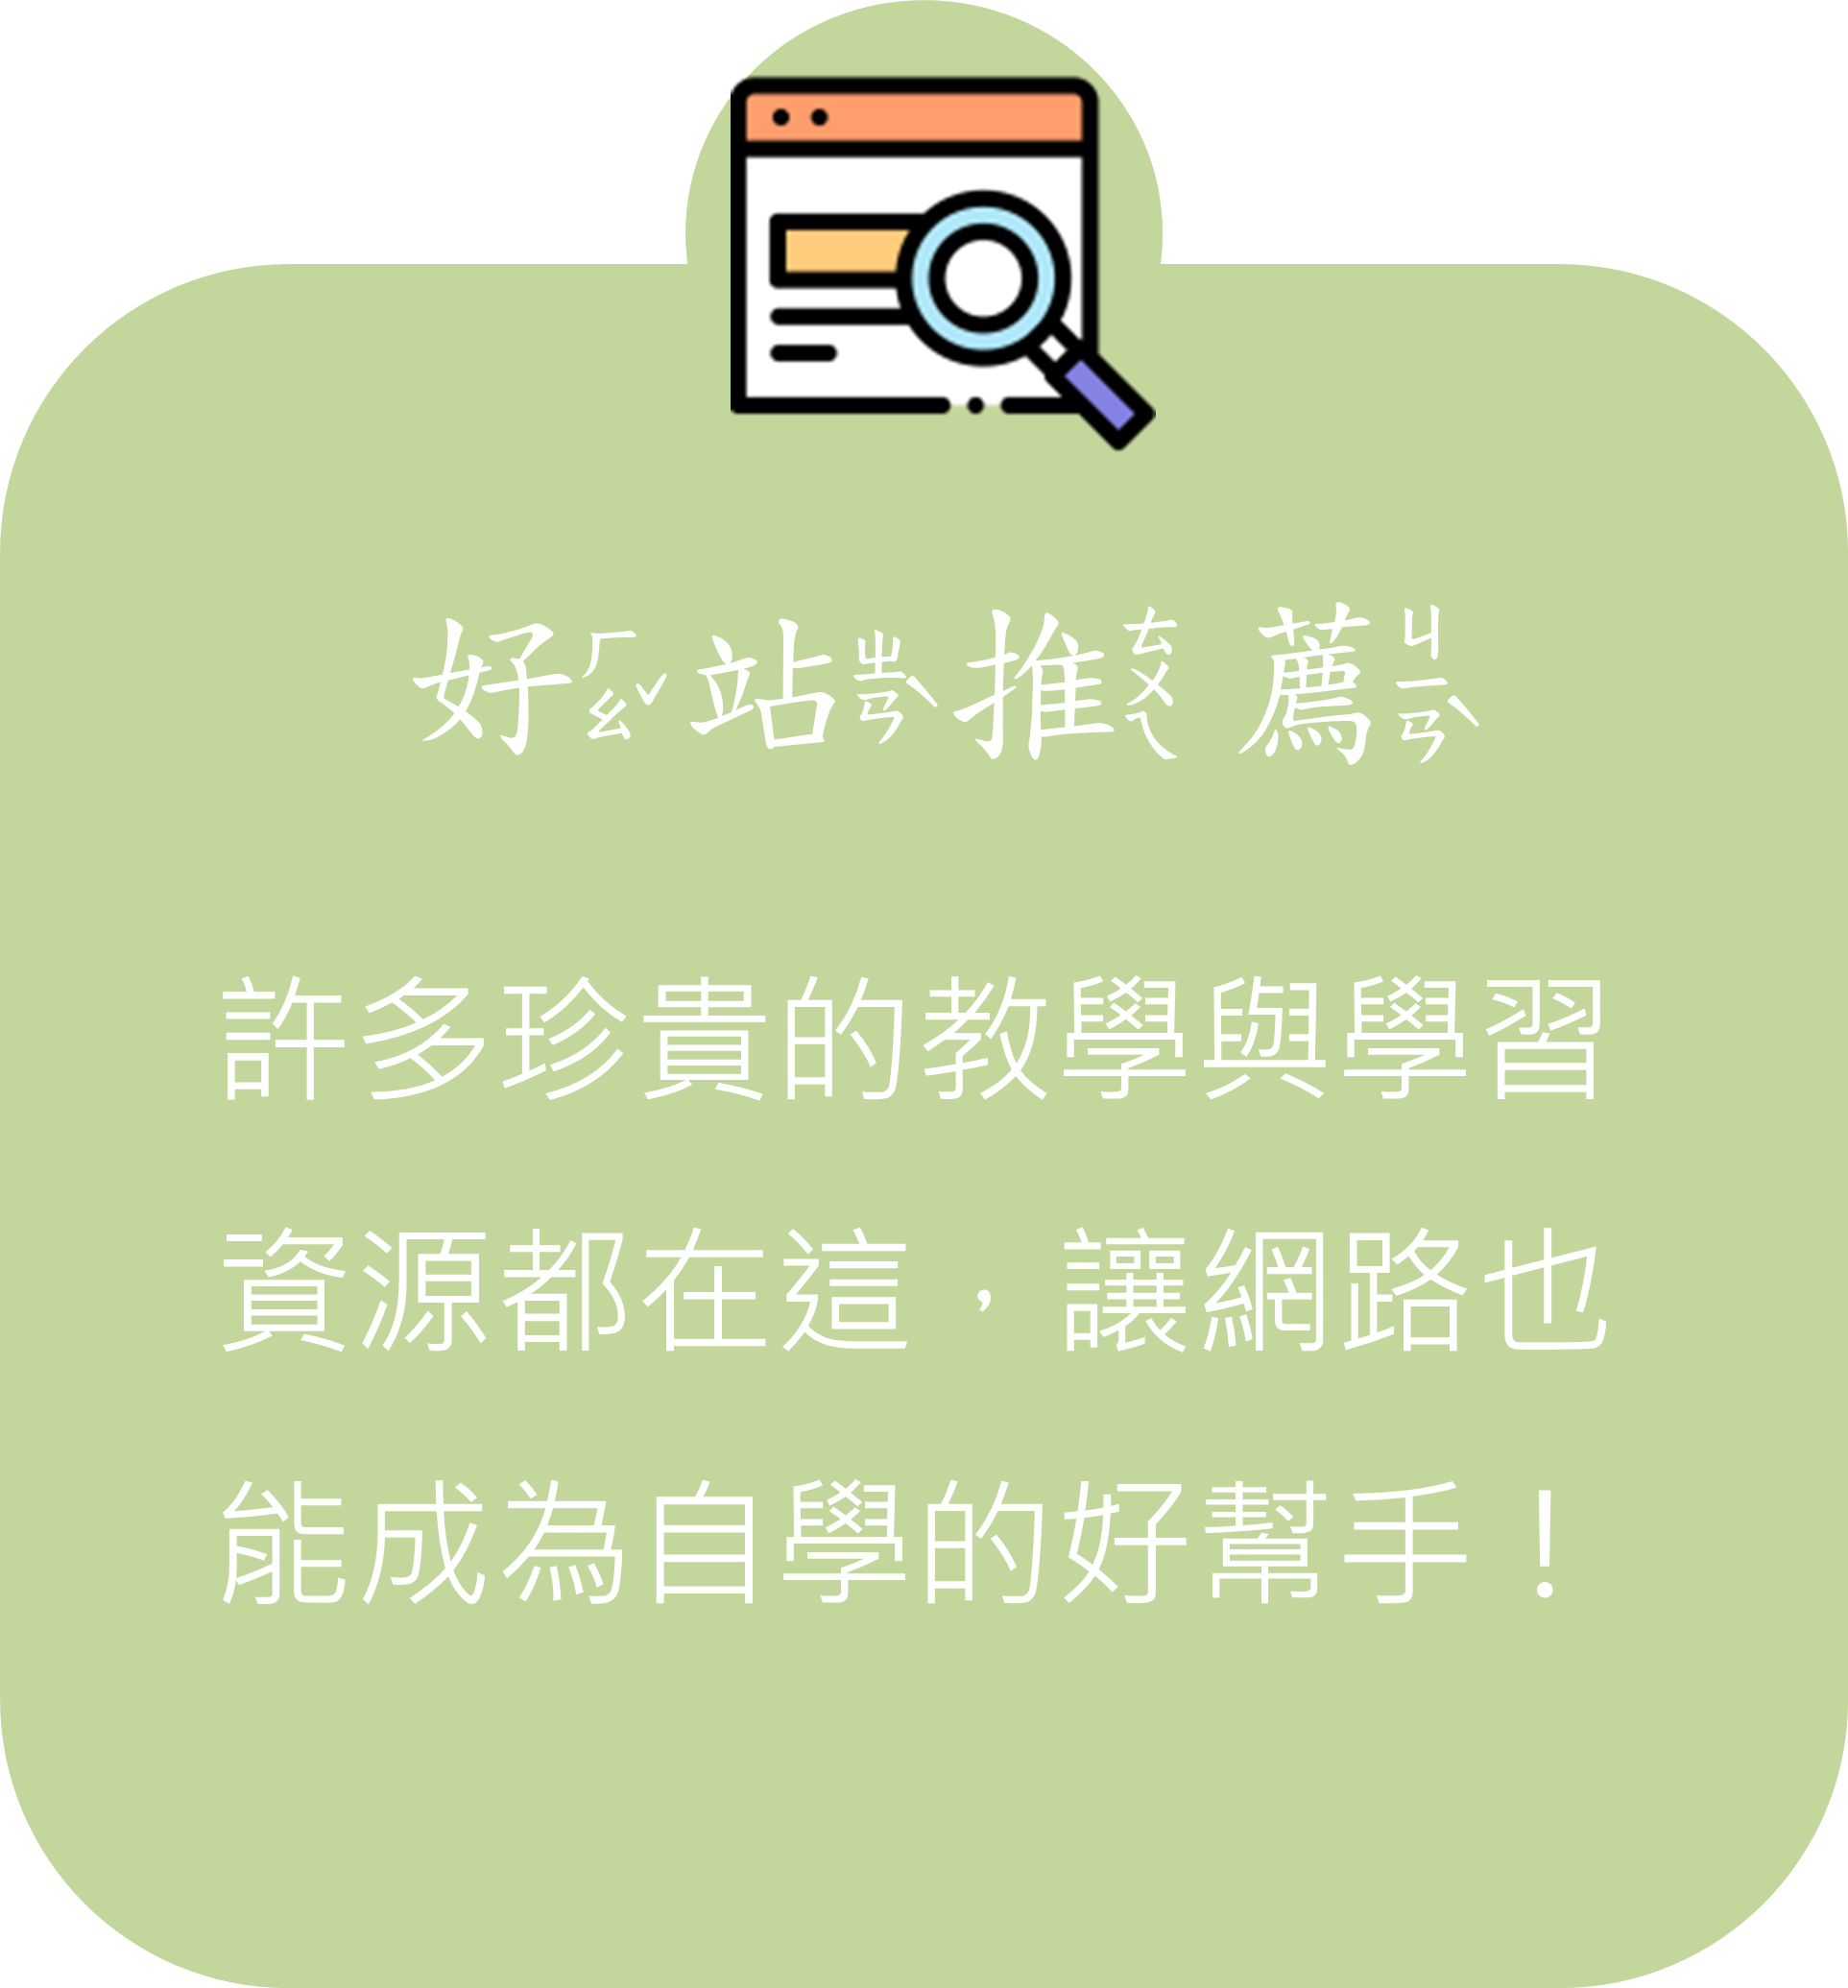 好ㄏㄠˇ站ㄓㄢˋ推ㄊㄨㄟ薦ㄐㄧㄢˋ
許多珍貴的教學與學習
資源都在這，讓網路也
能成為自學的好幫手！